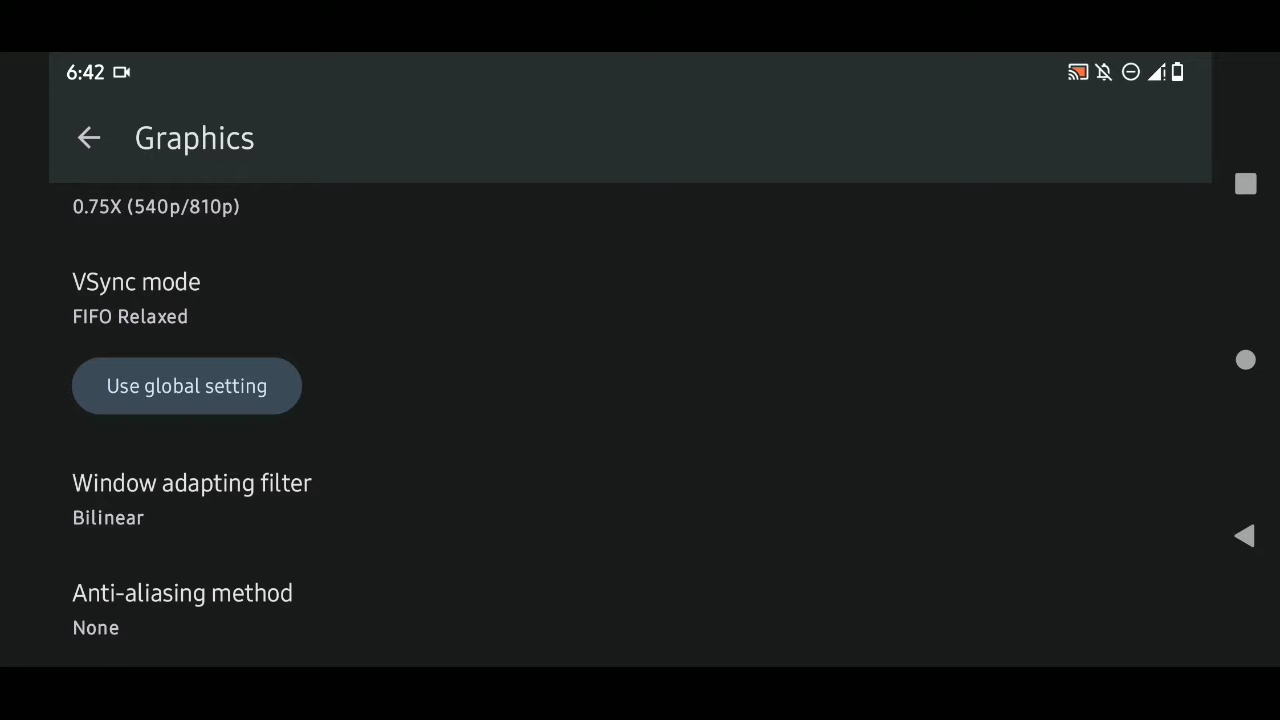 6:42
Graphics
0.75X (540p/810p)
VSync mode
FIFO Relaxed
Use global setting
Window adapting filter
Bilinear
Anti-aliasing method
None